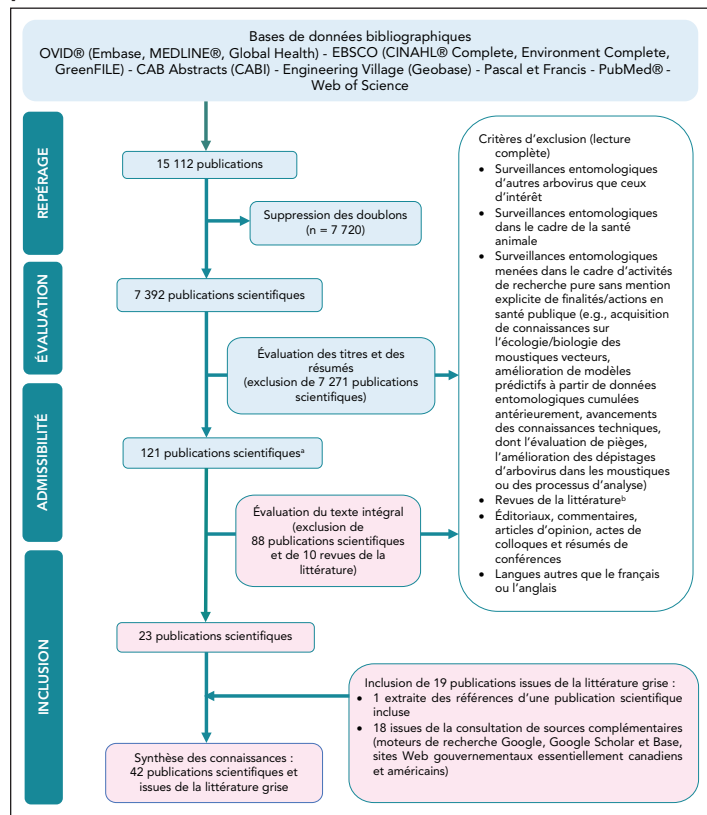 Bases de données bibliographiques
OVID® (Embase, MEDLINE®, Global Health) - EBSCO (CINAHL® Complete, Environment Complete,
GreenFILE) - CAB Abstracts (CABI) - Engineering Village (Geobase) - Pascal et Francis - PubMed® -
Web of Science
REPÉRAGE
15 112 publications
Suppression des doublons
(n = 7 720)
ÉVALUATION
7 392 publications scientifiques
Évaluation des titres et des
résumés
(exclusion de 7 271 publications
scientifiques)
ADMISSIBILITÉ
121 publications scientifiquesᵃ
Évaluation du texte intégral
(exclusion de
88 publications scientifiques
et de 10 revues de la
littérature)
Critères d'exclusion (lecture
complète)
• Surveillances entomologiques
d'autres arbovirus que ceux
d'intérêt
• Surveillances entomologiques
dans le cadre de la santé
animale
• Surveillances entomologiques
menées dans le cadre d'activités
de recherche pure sans mention
explicite de finalités/actions en
santé publique (e.g., acquisition
de connaissances sur
l'écologie/biologie des
moustiques vecteurs,
amélioration de modèles
prédictifs à partir de données
entomologiques cumulées
antérieurement, avancements
des connaissances techniques,
dont l'évaluation de pièges,
l'amélioration des dépistages
d'arbovirus dans les moustiques
ou des processus d'analyse)
• Revues de la littératureᵇ
• Éditoriaux, commentaires,
articles d'opinion, actes de
colloques et résumés de
conférences
• Langues autres que le français
ou l'anglais
INCLUSION
23 publications scientifiques
Inclusion de 19 publications issues de la littérature grise :
• 1 extraite des références d'une publication scientifique
incluse
• 18 issues de la consultation de sources complémentaires
(moteurs de recherche Google, Google Scholar et Base,
sites Web gouvernementaux essentiellement canadiens
et américains)
Synthèse des connaissances :
42 publications scientifiques et
issues de la littérature grise